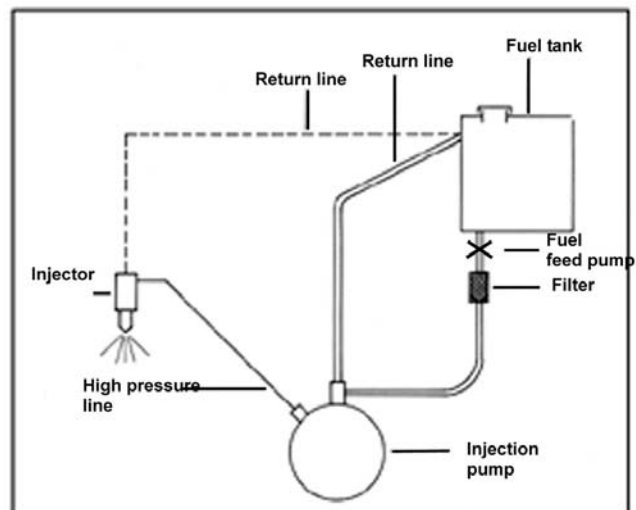 Fuel tank
Return line
Return line
Fuel
feed pump
Injector
Filter
High pressure
line
Injection
pump